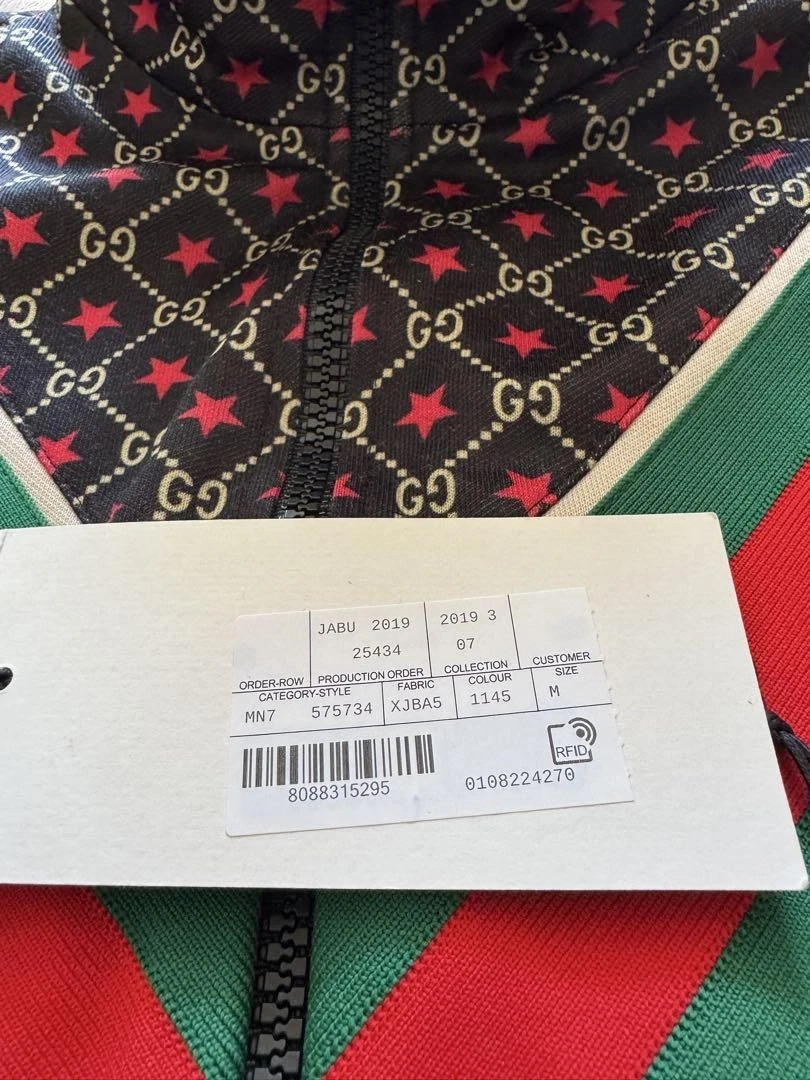 JABU 2019
2019 3
25434
07
ORDER-ROW
PRODUCTION ORDER
COLLECTION
CUSTOMER
CATEGORY-STYLE
FABRIC
COLOUR
SIZE
MN7 575734
XJBA5
1145
M
RFID
8088315295
0108224270